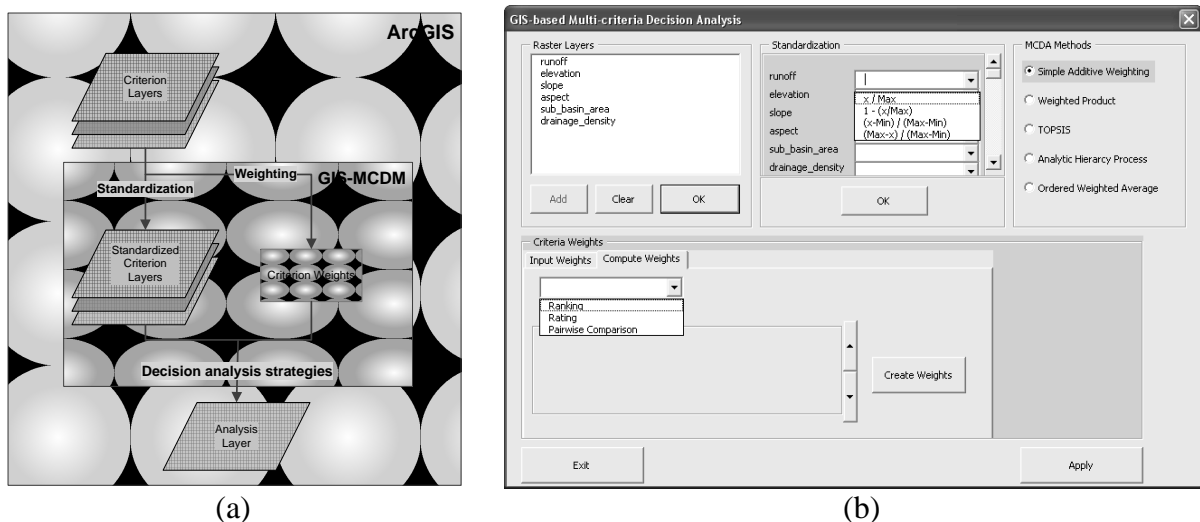 ArcGIS
Criterion
Layers
GIS-MCDM
Weighting
Standardization
Standardized
Criterion
Layers
Criterion Weights
Decision analysis strategies
Analysis
Layer
(a)
GIS-based Multi-criteria Decision Analysis
Raster Layers
runoff
elevation
slope
aspect
sub_basin_area
drainage_density
Add
Clear
OK
Standardization
runoff
elevation
slope
aspect
sub_basin_area
drainage_density
x / Max
1 - (x/Max)
(x-Min) / (Max-Min)
(Max-x) / (Max-Min)
OK
MCDA Methods
Simple Additive Weighting
Weighted Product
TOPSIS
Analytic Hierarcy Process
Ordered Weighted Average
Criteria Weights
Input Weights
Compute Weights
Ranking
Rating
Pairwise Comparison
Create Weights
Exit
Apply
(b)